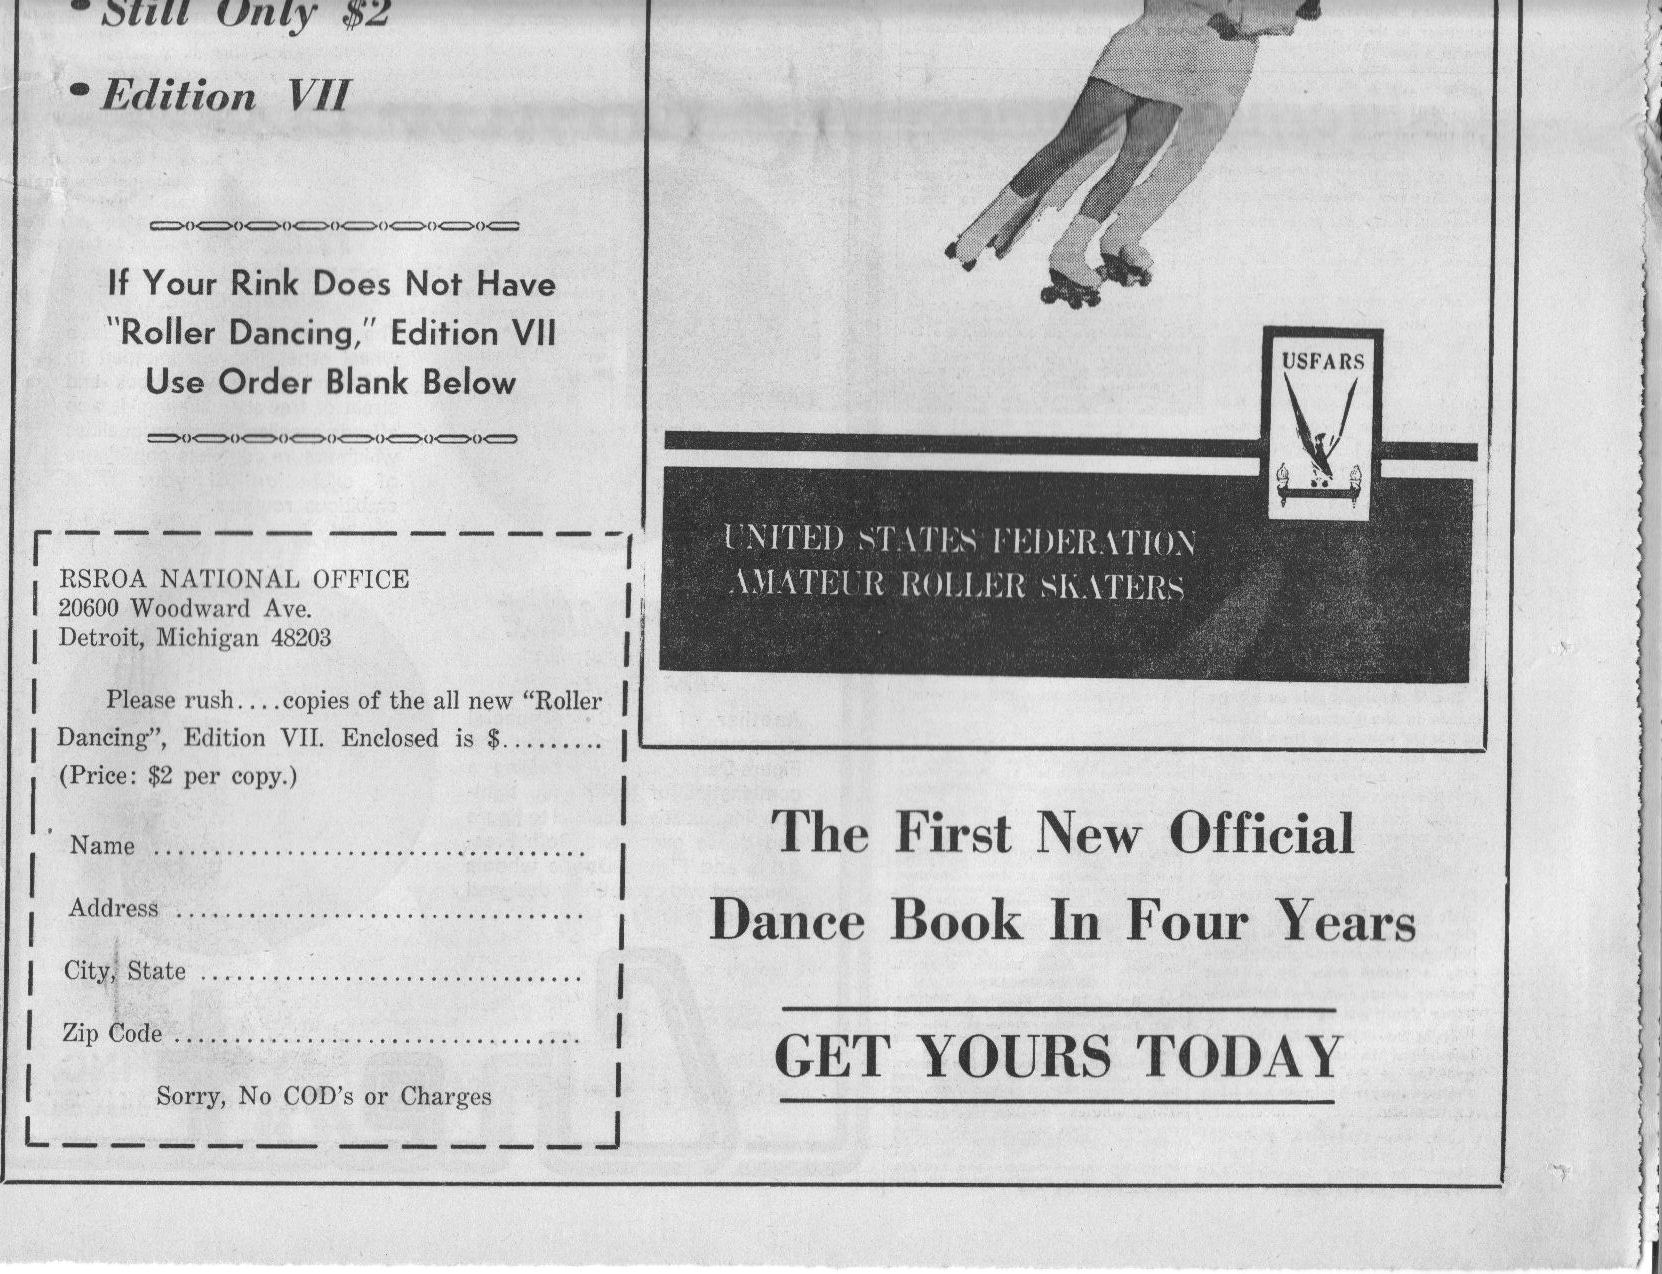 • Still Only $2
• Edition VII
If Your Rink Does Not Have
"Roller Dancing," Edition VII
Use Order Blank Below
RSROA NATIONAL OFFICE
20600 Woodward Ave.
Detroit, Michigan 48203
Please rush....copies of the all new "Roller
Dancing", Edition VII. Enclosed is $.........
(Price: $2 per copy.)
Name ....................................
Address ..................................
City, State ................................
Zip Code ..................................
Sorry, No COD's or Charges
USFARS
UNITED STATES FEDERATION
AMATEUR ROLLER SKATERS
The First New Official
Dance Book In Four Years
GET YOURS TODAY